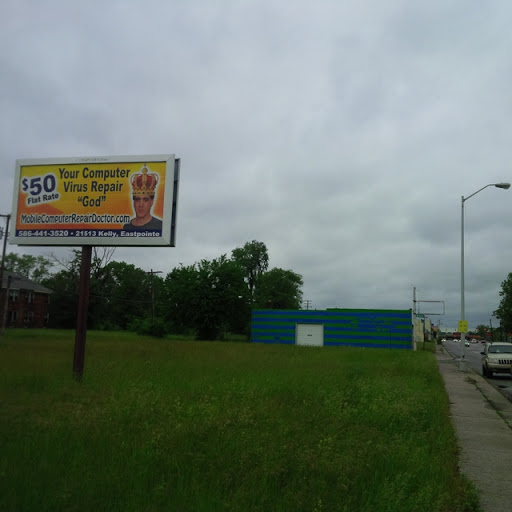 $50
Flat Rate
Your Computer
Virus Repair
"God"
MobileComputerRepairDoctor.com
586-441-3520 • 21513 Kelly, Eastpointe